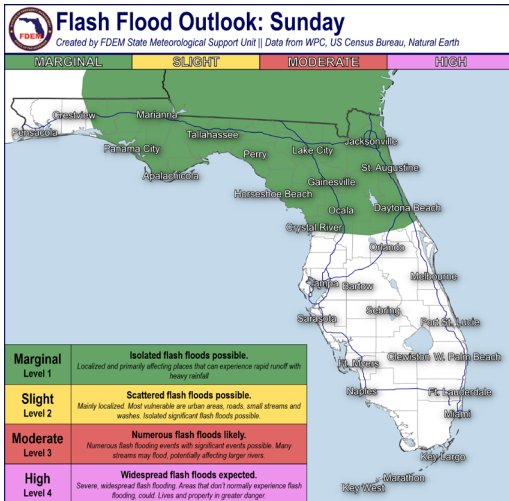 FDEM
Flash Flood Outlook: Sunday
Created by FDEM State Meteorological Support Unit || Data from WPC, US Census Bureau, Natural Earth
MARGINAL SLIGHT MODERATE HIGH
Crestview
Marianna
Pensacola
Tallahassee
Jacksonville
Panama City
Lake City
Perry
St. Augustine
Apalachicola
Gainesville
Horseshoe Beach
Ocala
Daytona Beach
Crystal River
Orlando
Melbourne
Tampa
Bartow
Sebring
Sarasota
Port St. Lucie
Ft. Myers
Clewiston
W. Palm Beach
Naples
Ft. Lauderdale
Miami
Key Largo
Marathon
Key West
Marginal
Level 1
Isolated flash floods possible.
Localized and primarily affecting places that can experience rapid runoff with
heavy rainfall
Slight
Level 2
Scattered flash floods possible.
Mainly localized. Most vulnerable are urban areas, roads, small streams and
washes. Isolated significant flash floods possible.
Moderate
Level 3
Numerous flash floods likely.
Numerous flash flooding events with significant events possible. Many
streams may flood, potentially affecting larger rivers.
High
Level 4
Widespread flash floods expected.
Severe, widespread flash flooding. Areas that don't normally experience flash
flooding, could. Lives and property in greater danger.